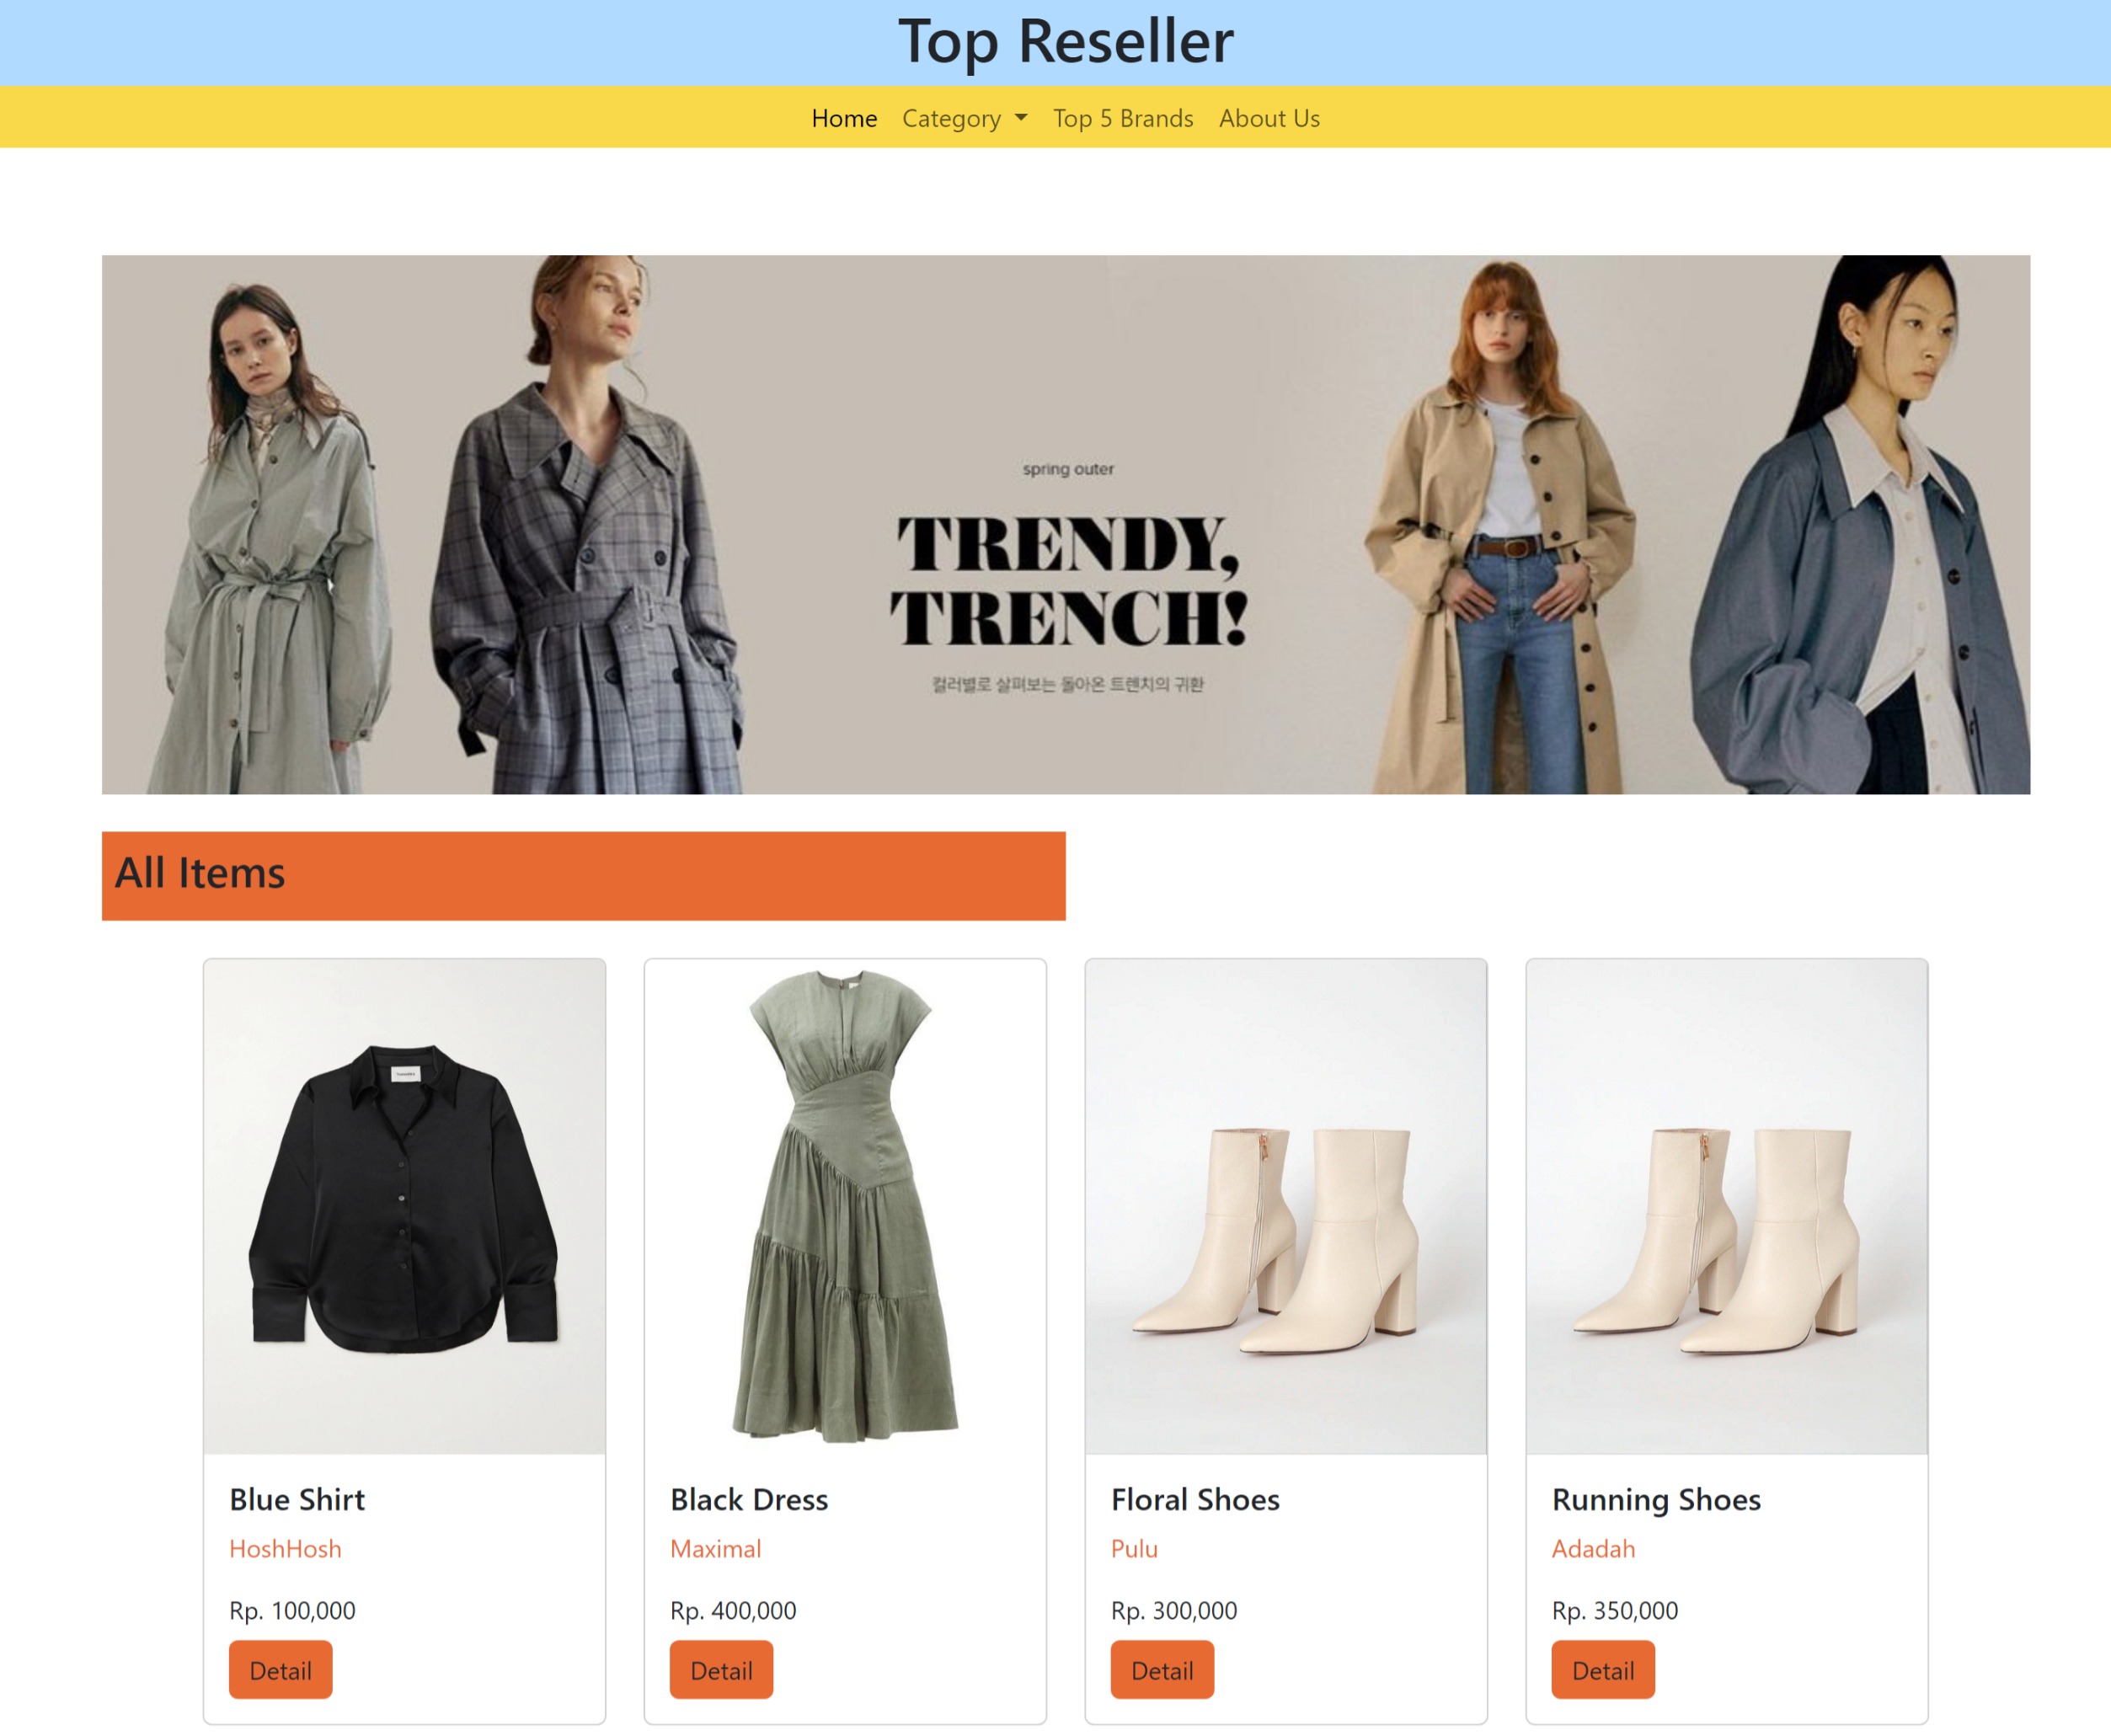 Top Reseller
Home Category Top 5 Brands About Us
spring outer
TRENDY,
TRENCH!
컬러별로 살펴보는 돌아온 트렌치의 귀환
All Items
Blue Shirt
HoshHosh
Rp. 100,000
Detail
Black Dress
Maximal
Rp. 400,000
Detail
Floral Shoes
Pulu
Rp. 300,000
Detail
Running Shoes
Adadah
Rp. 350,000
Detail